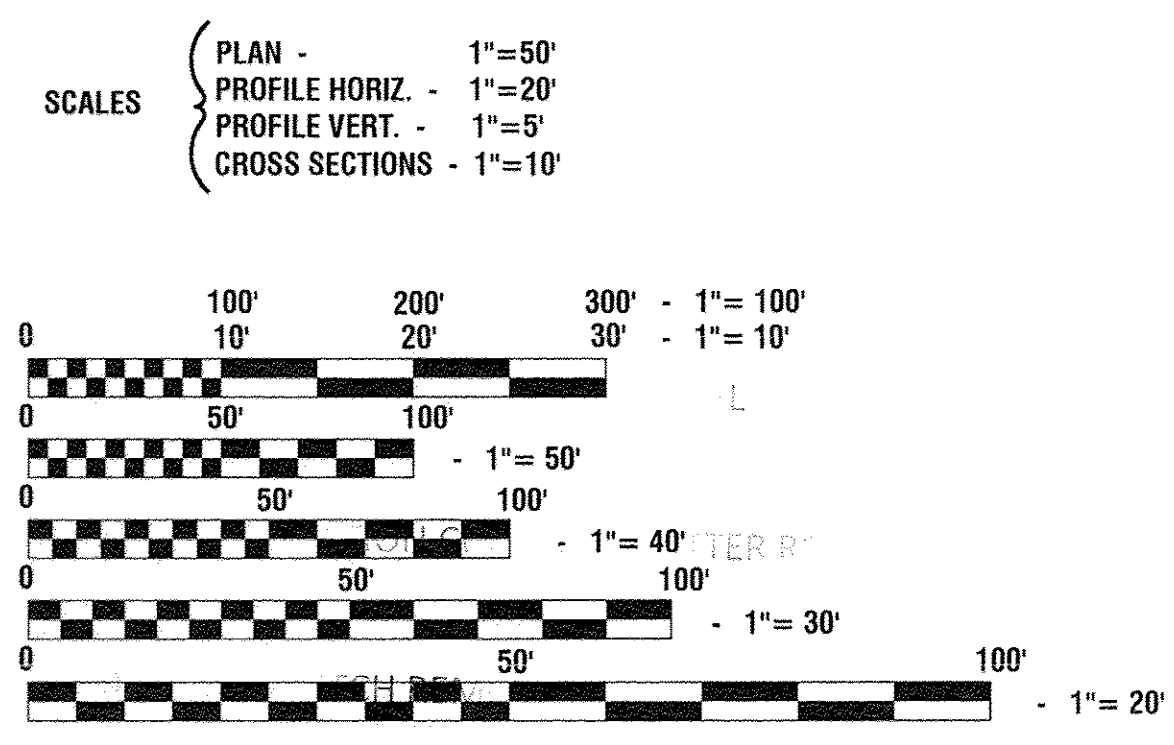 PLAN - 1"=50'
PROFILE HORIZ. - 1"=20'
SCALES
PROFILE VERT. - 1"=5'
CROSS SECTIONS - 1"=10'
100' 200' 300' - 1"= 100'
0 10' 20' 30' - 1"= 10'
0 50' 100'
- 1"= 50'
0 50' 100'
- 1"= 40'
0 50' 100'
- 1"= 30'
0 50' 100'
- 1"= 20'